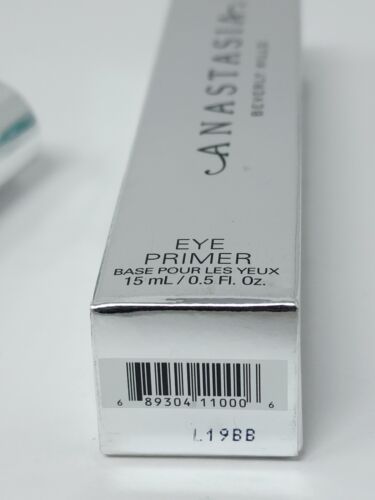 ANASTASIA
BEVERLY HILLS
EYE
PRIMER
BASE POUR LES YEUX
15 mL / 0.5 Fl. Oz.
6 89304 11000 6
L19BB